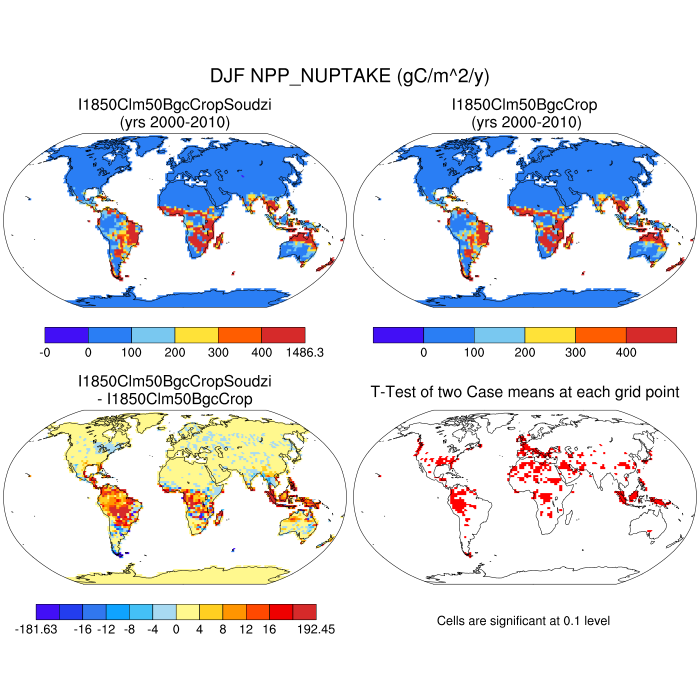 DJF NPP_NUPTAKE (gC/m^2/y)
I1850Clm50BgcCropSoudzi
(yrs 2000-2010)
I1850Clm50BgcCrop
(yrs 2000-2010)
-0 0 100 200 300 400 1486.3
0 100 200 300 400
I1850Clm50BgcCropSoudzi
- I1850Clm50BgcCrop
T-Test of two Case means at each grid point
-181.63 -16 -12 -8 -4 0 4 8 12 16 192.45
Cells are significant at 0.1 level